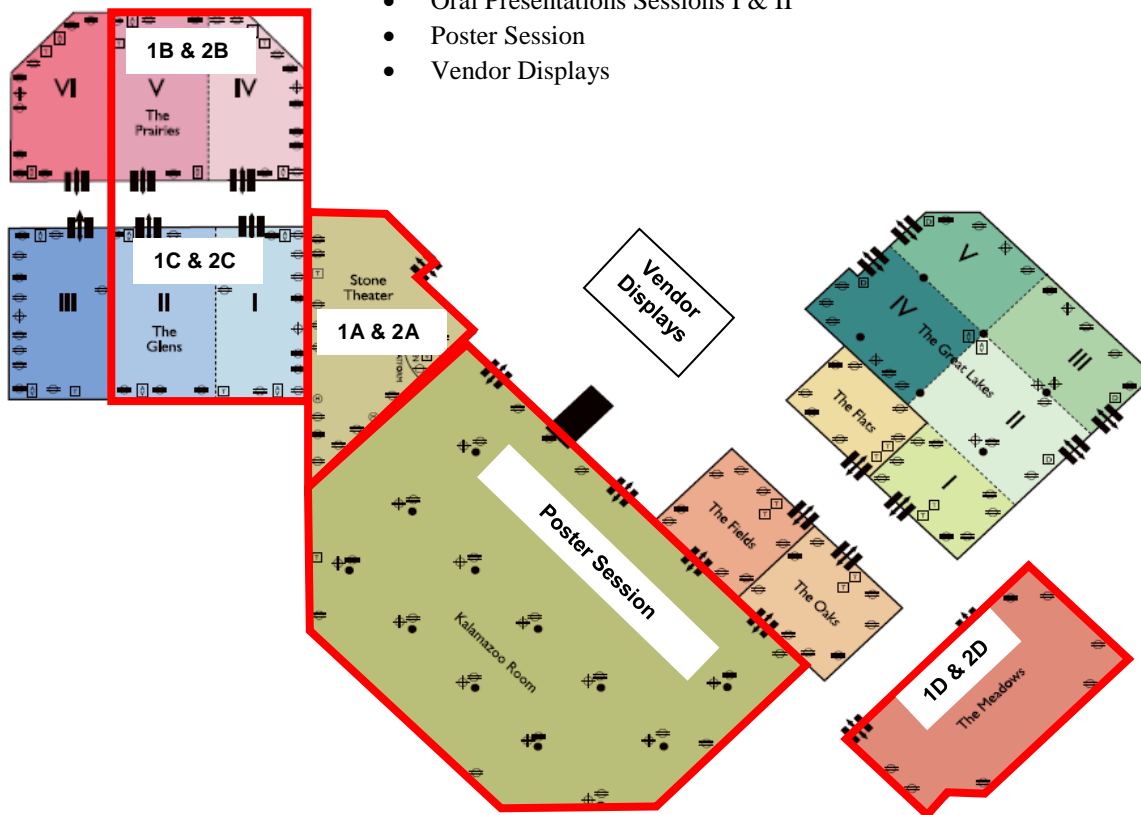 • Oral Presentations Sessions I & II
• Poster Session
• Vendor Displays
1B & 2B
VI
V
IV
The
Prairies
1C & 2C
III
II
I
The
Glens
Stone
Theater
1A & 2A
Vendor
Displays
V
IV
The Great Lakes
III
II
I
The Flats
The Fields
The Oaks
Poster Session
Kalamazoo Room
1D & 2D
The Meadows